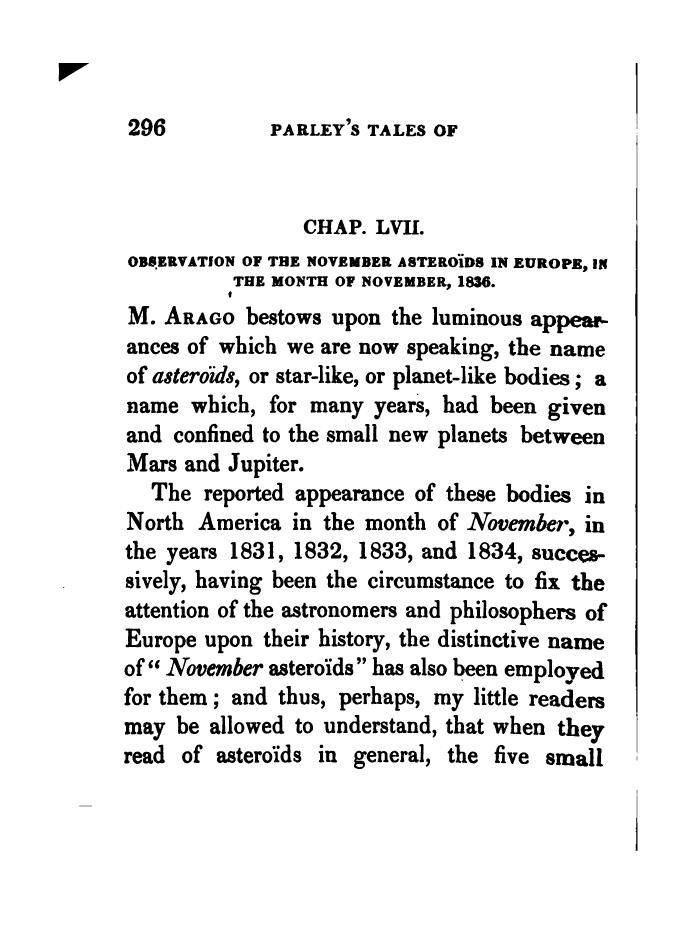 296 PARLEY'S TALES OF
CHAP. LVII.
OBSERVATION OF THE NOVEMBER ASTEROÏDS IN EUROPE, IN
THE MONTH OF NOVEMBER, 1836.
M. ARAGO bestows upon the luminous appear-
ances of which we are now speaking, the name
of asteroïds, or star-like, or planet-like bodies; a
name which, for many years, had been given
and confined to the small new planets between
Mars and Jupiter.
The reported appearance of these bodies in
North America in the month of November, in
the years 1831, 1832, 1833, and 1834, succes-
sively, having been the circumstance to fix the
attention of the astronomers and philosophers of
Europe upon their history, the distinctive name
of "November asteroïds" has also been employed
for them; and thus, perhaps, my little readers
may be allowed to understand, that when they
read of asteroïds in general, the five small